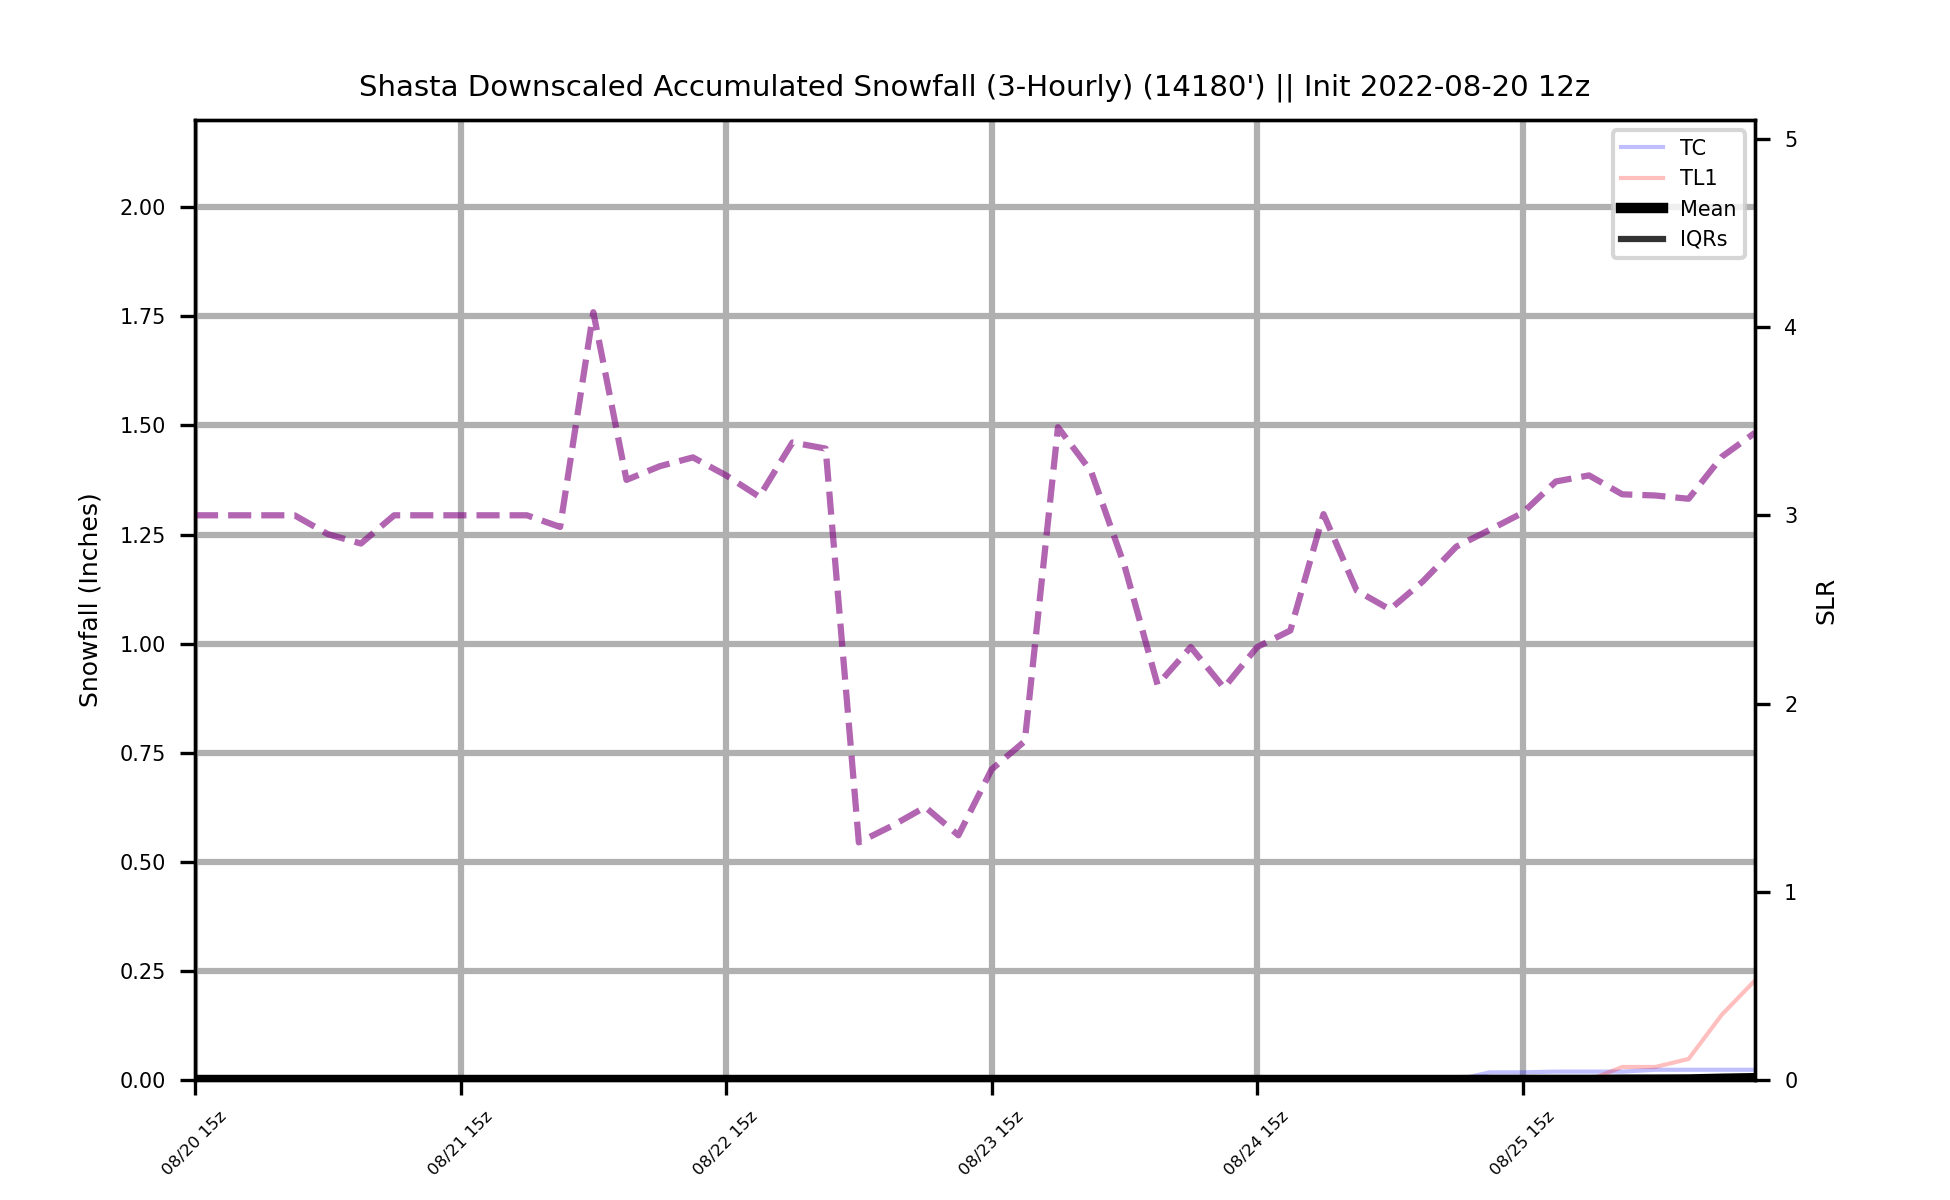 Shasta Downscaled Accumulated Snowfall (3-Hourly) (14180') || Init 2022-08-20 12z
TC
TL1
Mean
IQRs
2.00
1.75
1.50
1.25
1.00
0.75
0.50
0.25
0.00
Snowfall (Inches)
5
4
3
2
1
0
SLR
08/20 15z
08/21 15z
08/22 15z
08/23 15z
08/24 15z
08/25 15z